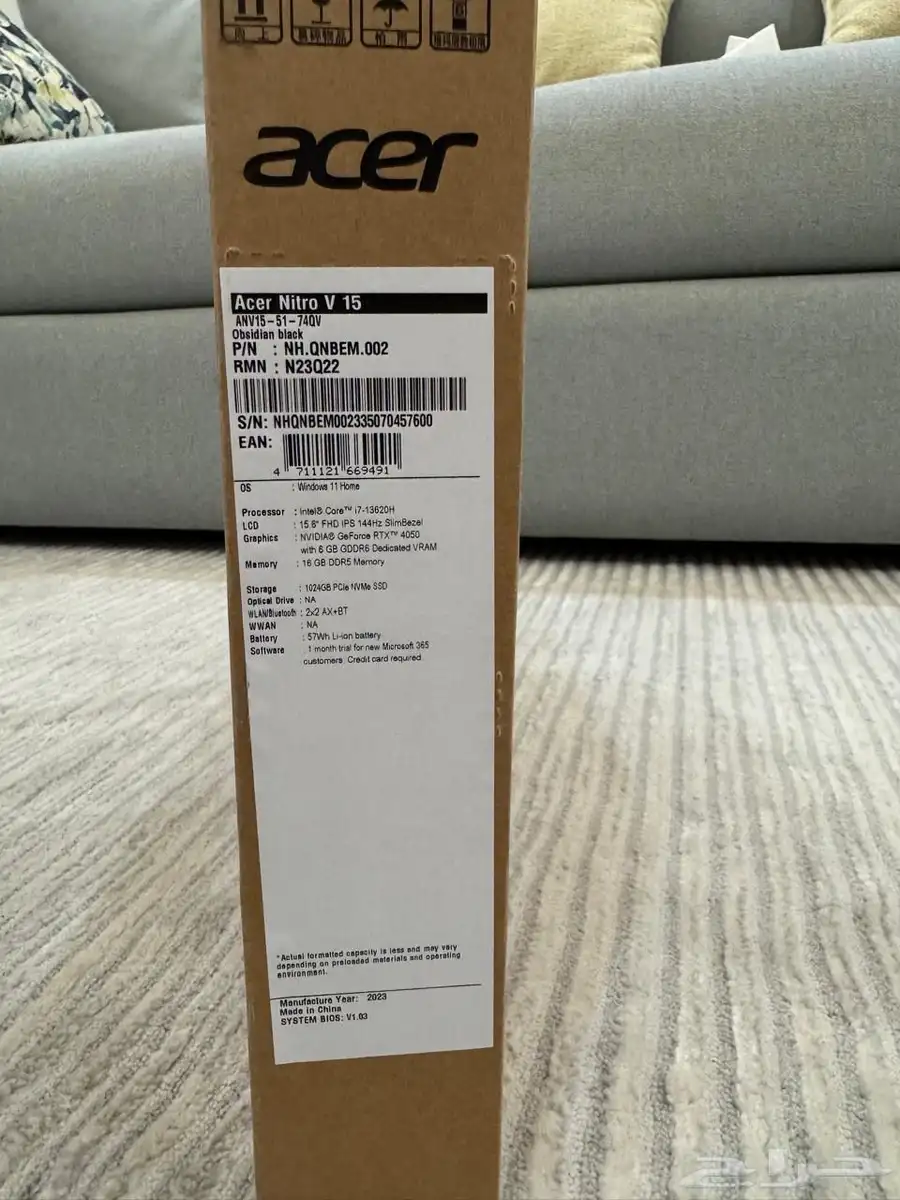 向上
acer
Acer Nitro V 15
ANV15-51-74QV
Obsidian black
P/N : NH.QNBEM.002
RMN : N23Q22
S/N: NHQNBEM002335070457600
EAN:
4 711121 669491
OS : Windows 11 Home
Processor : Intel® Core™ i7-13620H
LCD : 15.6" FHD IPS 144Hz SlimBezel
Graphics : NVIDIA® GeForce RTX™ 4050
with 6 GB GDDR6 Dedicated VRAM
Memory : 16 GB DDR5 Memory
Storage : 1024GB PCIe NVMe SSD
Optical Drive : NA
WLAN/Bluetooth : 2x2 AX+BT
WWAN : NA
Battery : 57Wh Li-ion battery
Software : 1 month trial for new Microsoft 365
customers. Credit card required.
*Actual formatted capacity is less and may vary
depending on preloaded materials and operating
environment.
Manufacture Year: 2023
Made in China
SYSTEM BIOS: V1.03
حراج